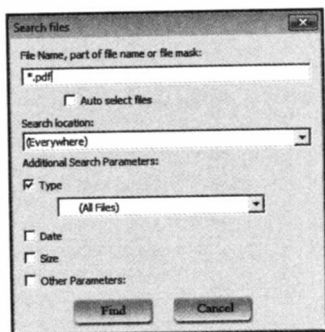 Search files
File Name, part of file name or file mask:
*.pdf
Auto select files
Search location:
(Everywhere)
Additional Search Parameters:
Type
(All Files)
Date
Size
Other Parameters:
Find Cancel